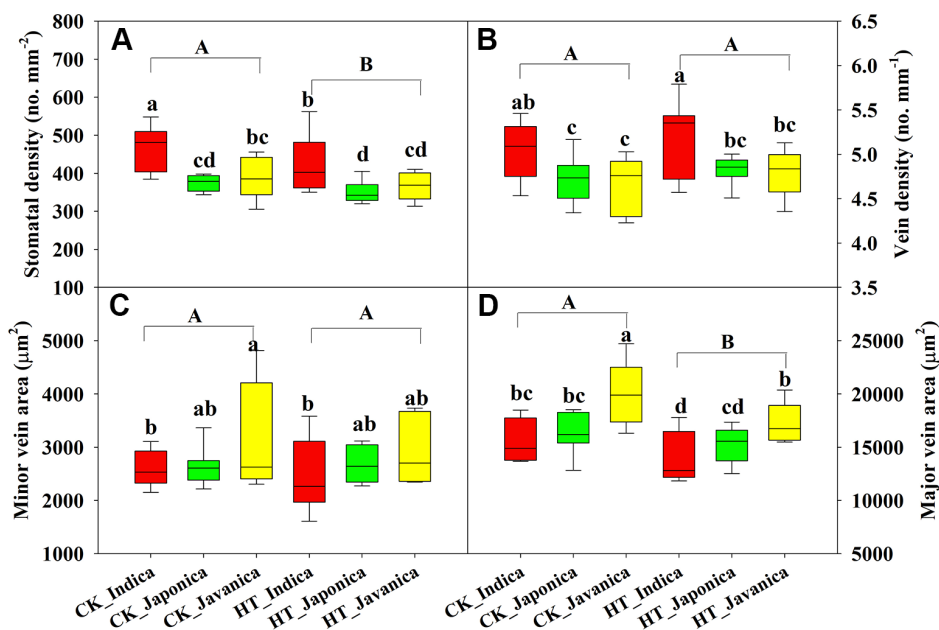 A
B
Stomatal density (no. mm-2)
800
700
600
500
400
300
200
100
A
B
a
cd
bc
b
d
cd
A
A
ab
c
c
a
bc
bc
6.5
6.0
5.5
5.0
4.5
4.0
3.5
Vein density (no. mm-1)
C
D
Minor vein area (μm2)
5000
4000
3000
2000
1000
A
A
b
ab
a
b
ab
ab
A
B
bc
bc
a
d
cd
b
25000
20000
15000
10000
5000
Major vein area (μm2)
CK_Indica
CK_Japonica
CK_Javanica
HT_Indica
HT_Japonica
HT_Javanica
CK_Indica
CK_Japonica
CK_Javanica
HT_Indica
HT_Japonica
HT_Javanica